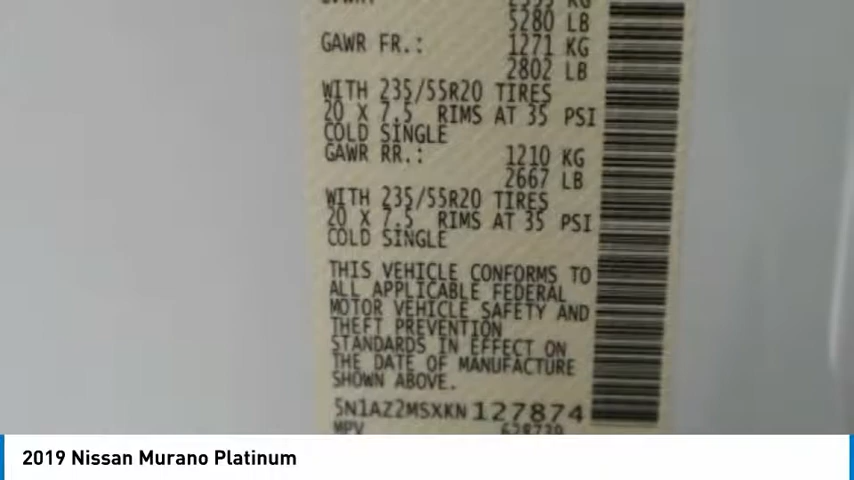 5280 LB
GAWR FR.: 1271 KG
2802 LB
WITH 235/55R20 TIRES
20 X 7.5 RIMS AT 35 PSI
COLD SINGLE
GAWR RR.: 1210 KG
2667 LB
WITH 235/55R20 TIRES
20 X 7.5 RIMS AT 35 PSI
COLD SINGLE
THIS VEHICLE CONFORMS TO
ALL APPLICABLE FEDERAL
MOTOR VEHICLE SAFETY AND
THEFT PREVENTION
STANDARDS IN EFFECT ON
THE DATE OF MANUFACTURE
SHOWN ABOVE.
5N1AZ2MSXKN127874
MPV
2019 Nissan Murano Platinum